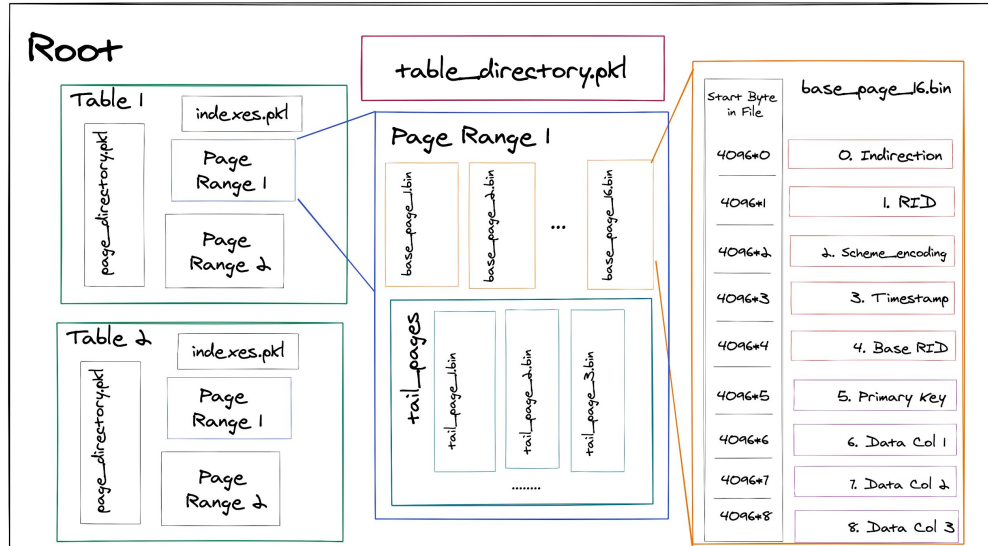 Root
table_directory.pkl
Table 1
indexes.pkl
page_directory.pkl
Page
Range 1
Page
Range 2
Table 2
indexes.pkl
page_directory.pkl
Page
Range 1
Page
Range 2
Page Range 1
base_page_1.bin
base_page_2.bin
...
base_page_16.bin
tail_pages
tail_page_1.bin
tail_page_2.bin
tail_page_3.bin
........
Start Byte
in File
base_page_16.bin
4096*0
0. Indirection
4096*1
1. RID
4096*2
2. Scheme_encoding
4096*3
3. Timestamp
4096*4
4. Base RID
4096*5
5. Primary Key
4096*6
6. Data Col 1
4096*7
7. Data Col 2
4096*8
8. Data Col 3